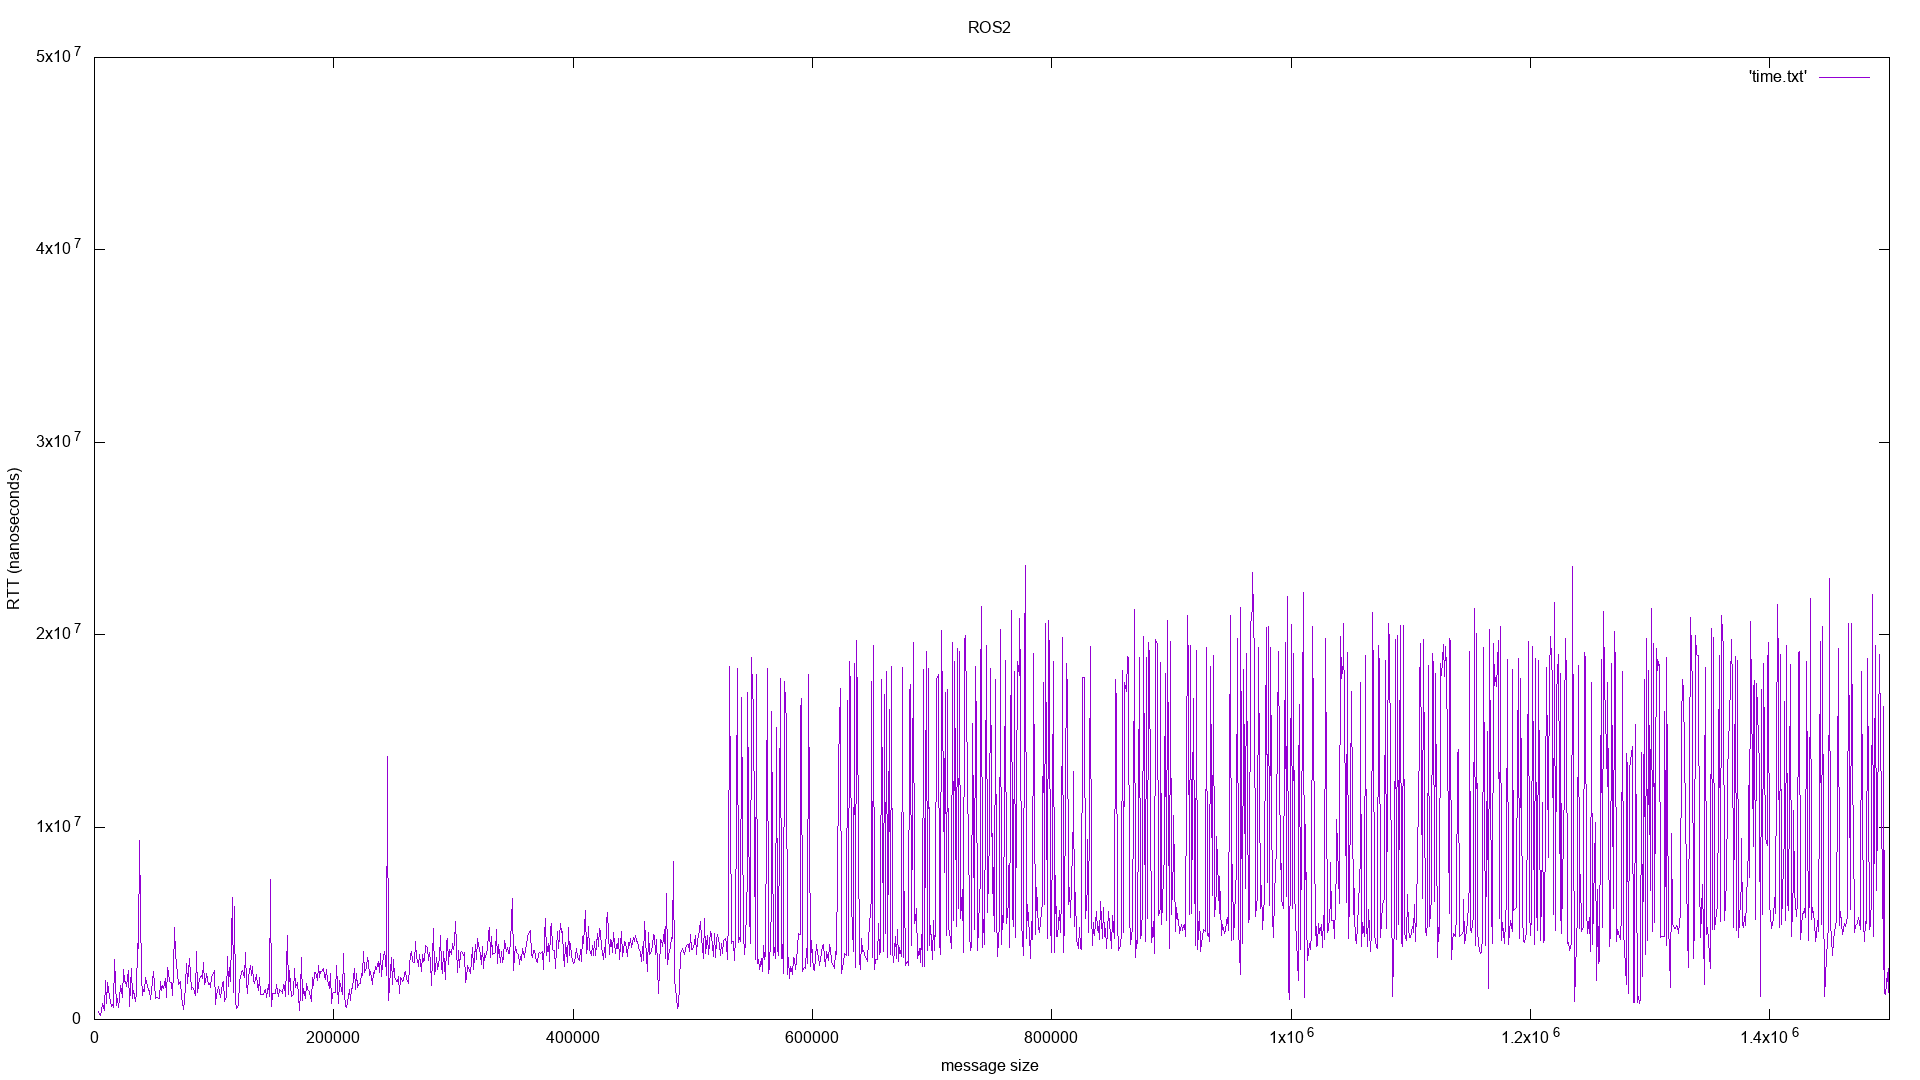 ROS2
5x10 7
'time.txt'
4x10 7
3x10 7
RTT (nanoseconds)
2x10 7
1x10 7
0
0 200000 400000 600000 800000 1x10 6 1.2x10 6 1.4x10 6
message size